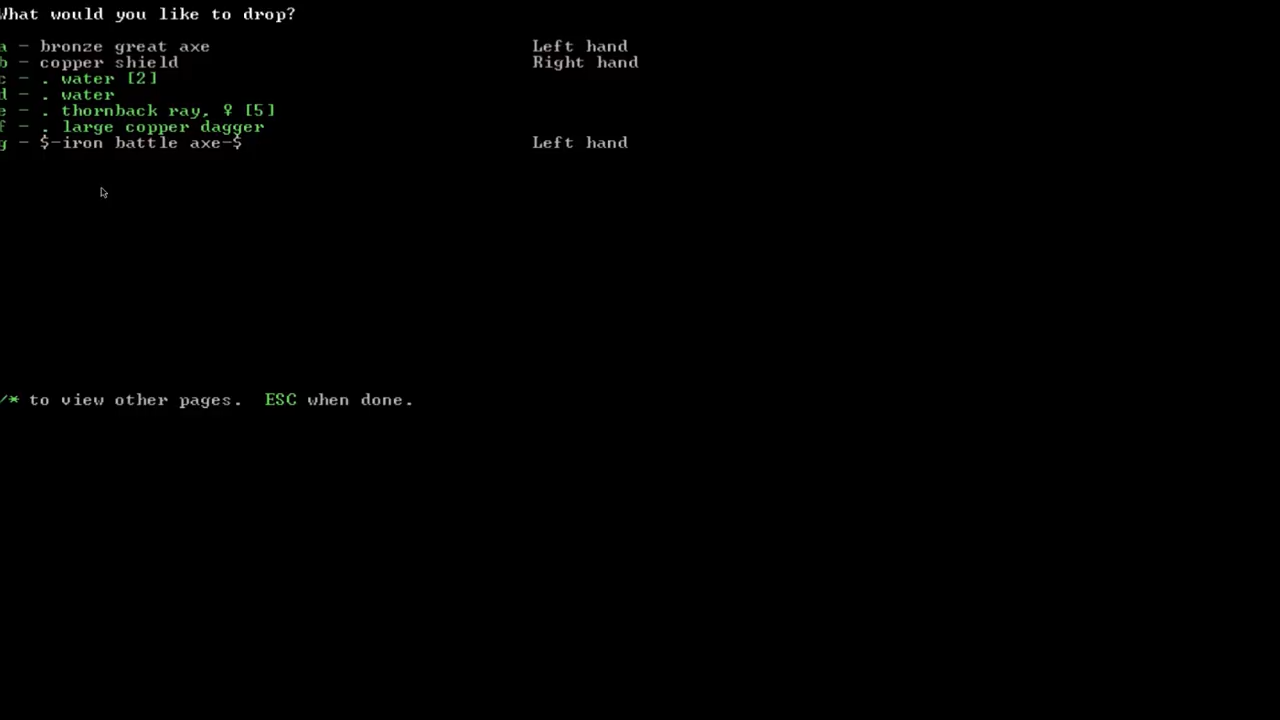 What would you like to drop?
a - bronze great axe Left hand
b - copper shield Right hand
c - . water [2]
d - . water
e - . thornback ray, ♀ [5]
f - . large copper dagger
g - $-iron battle axe-$ Left hand
/* to view other pages. ESC when done.